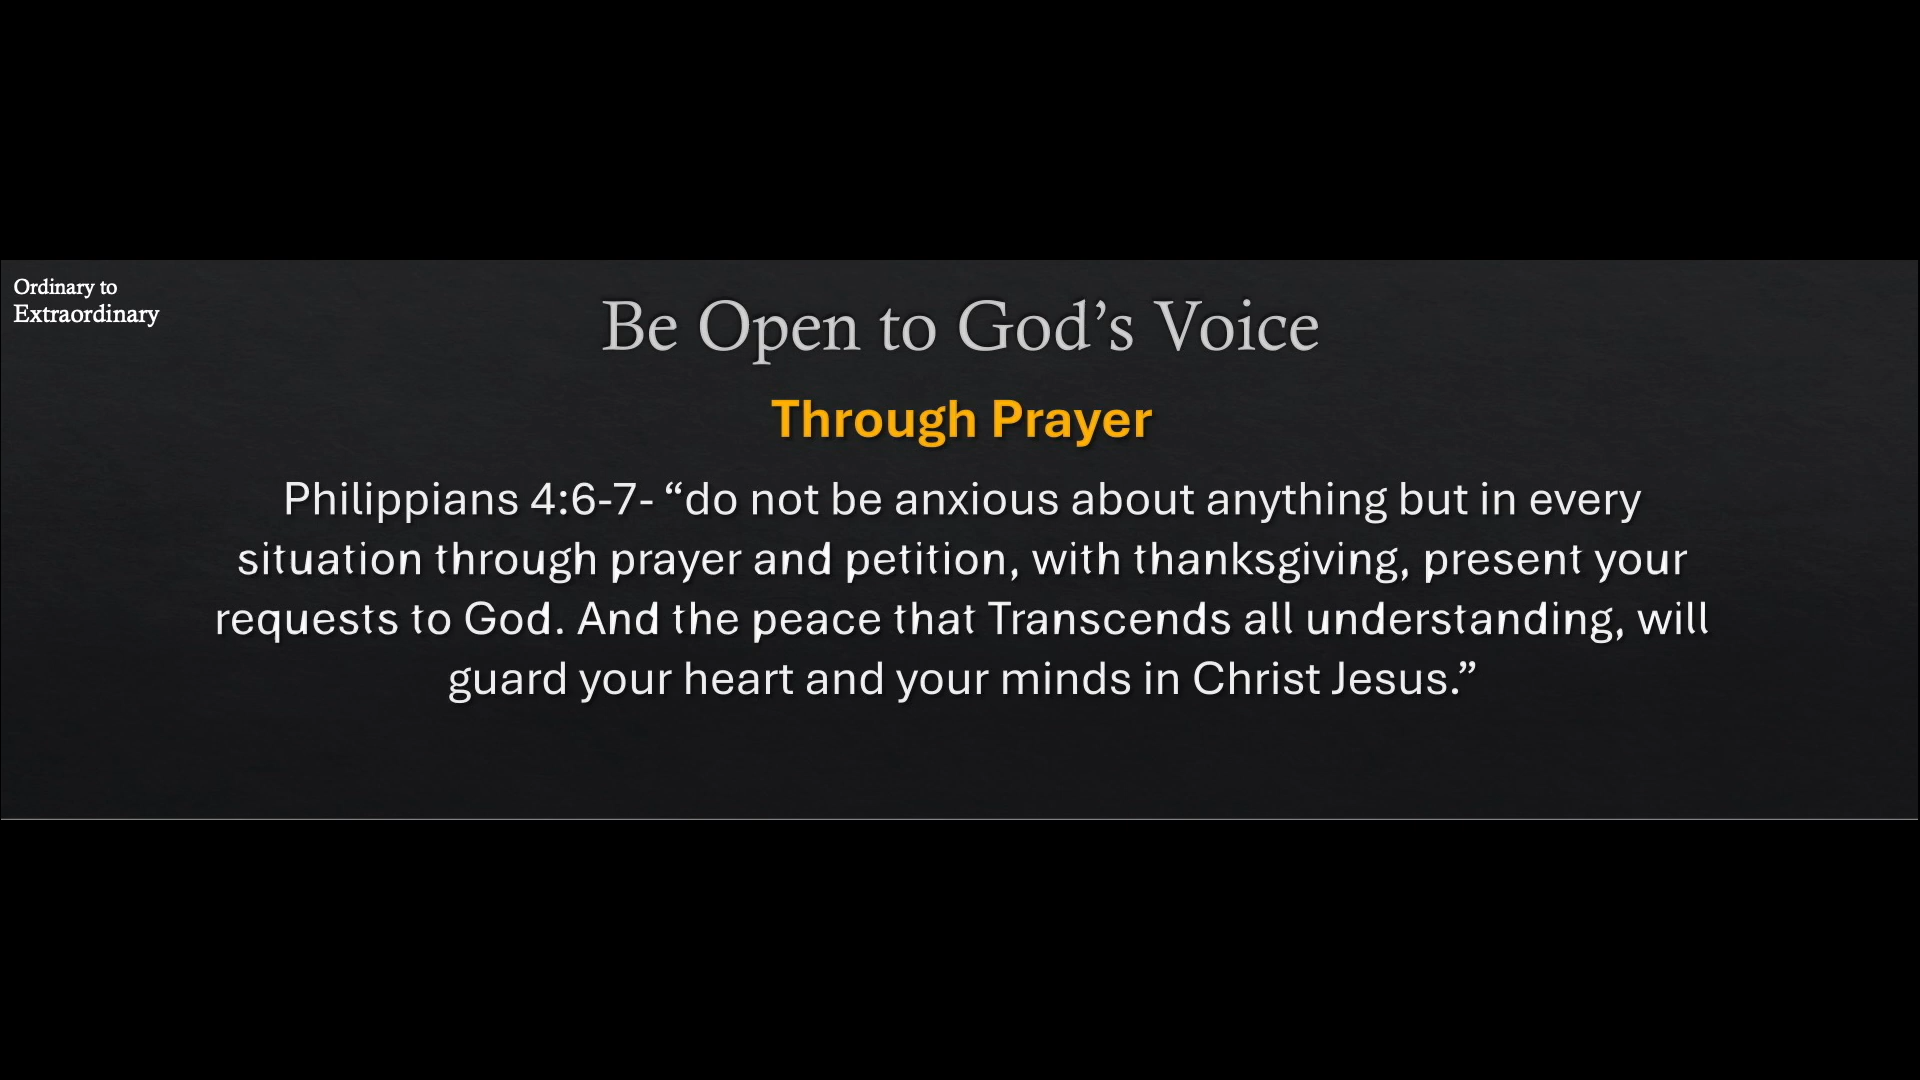 Ordinary to
Extraordinary
Be Open to God’s Voice
Through Prayer
Philippians 4:6-7- “do not be anxious about anything but in every
situation through prayer and petition, with thanksgiving, present your
requests to God. And the peace that Transcends all understanding, will
guard your heart and your minds in Christ Jesus.”